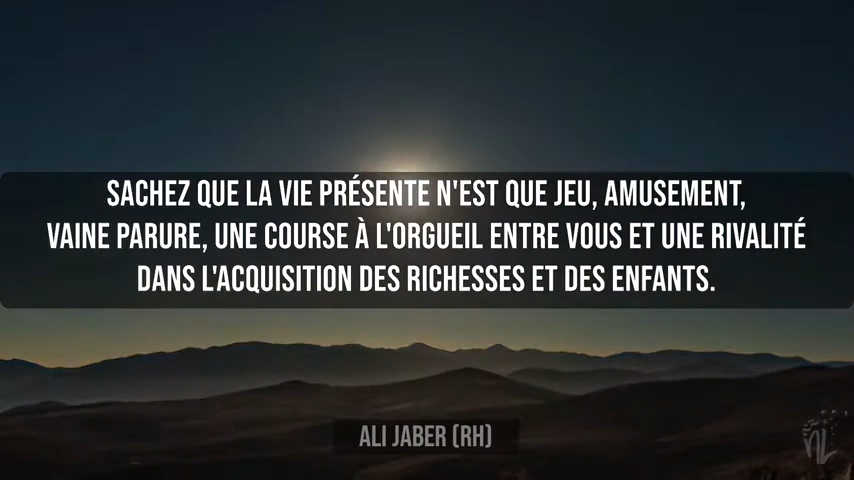 SACHEZ QUE LA VIE PRÉSENTE N'EST QUE JEU, AMUSEMENT,
VAINE PARURE, UNE COURSE À L'ORGUEIL ENTRE VOUS ET UNE RIVALITÉ
DANS L'ACQUISITION DES RICHESSES ET DES ENFANTS.
ALI JABER (RH)